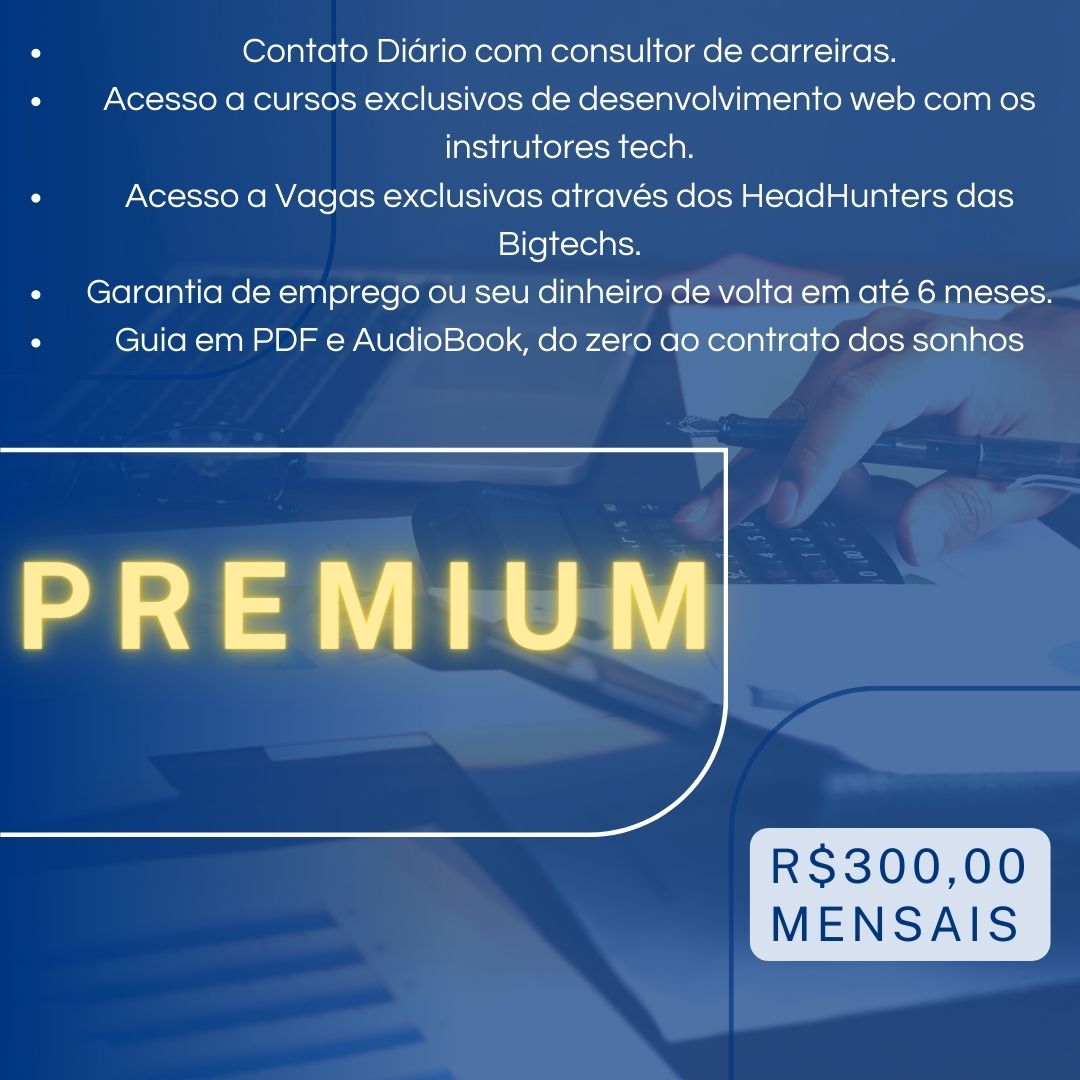 • Contato Diário com consultor de carreiras.
• Acesso a cursos exclusivos de desenvolvimento web com os
instrutores tech.
• Acesso a Vagas exclusivas através dos HeadHunters das
Bigtechs.
• Garantia de emprego ou seu dinheiro de volta em até 6 meses.
• Guia em PDF e AudioBook, do zero ao contrato dos sonhos
PREMIUM
R$300,00
MENSAIS